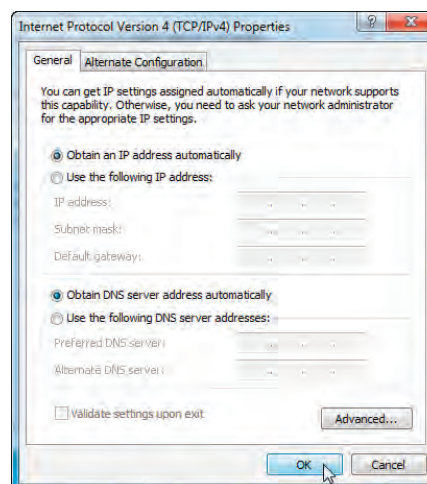 Internet Protocol Version 4 (TCP/IPv4) Properties
General
Alternate Configuration
You can get IP settings assigned automatically if your network supports
this capability. Otherwise, you need to ask your network administrator
for the appropriate IP settings.
Obtain an IP address automatically
Use the following IP address:
IP address:
Subnet mask:
Default gateway:
Obtain DNS server address automatically
Use the following DNS server addresses:
Preferred DNS server:
Alternate DNS server:
Validate settings upon exit
Advanced...
OK
Cancel